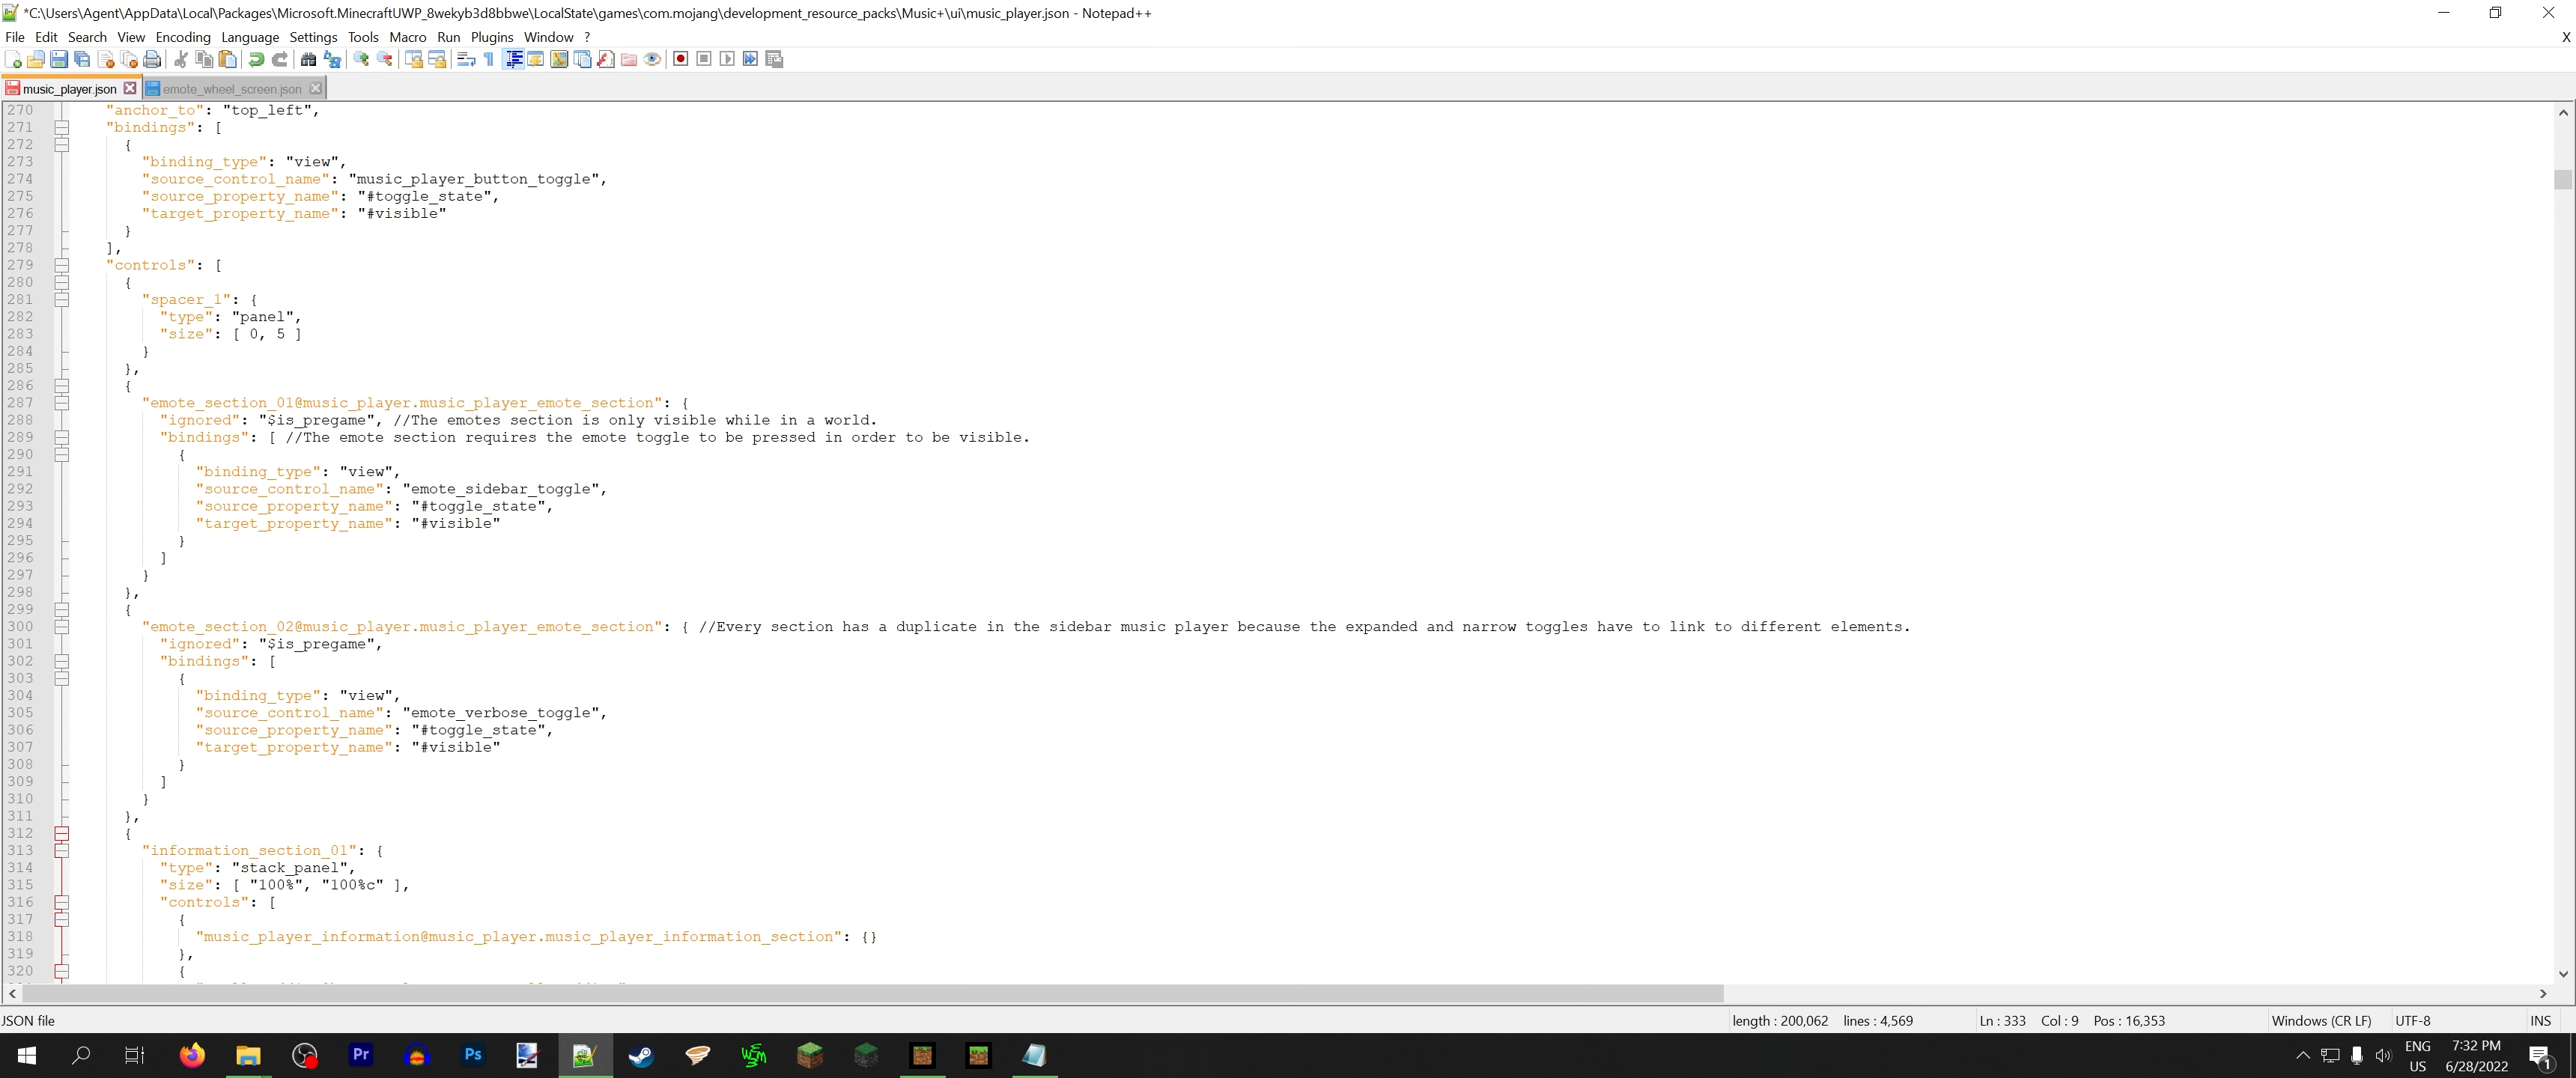 *C:\Users\Agent\AppData\Local\Packages\Microsoft.MinecraftUWP_8wekyb3d8bbwe\LocalState\games\com.mojang\development_resource_packs\Music+\ui\music_player.json - Notepad++
File Edit Search View Encoding Language Settings Tools Macro Run Plugins Window ? X
music_player.json emote_wheel_screen.json
270 "anchor_to": "top_left",
271 "bindings": [
272 {
273 "binding_type": "view",
274 "source_control_name": "music_player_button_toggle",
275 "source_property_name": "#toggle_state",
276 "target_property_name": "#visible"
277 }
278 ],
279 "controls": [
280 {
281 "spacer_1": {
282 "type": "panel",
283 "size": [ 0, 5 ]
284 }
285 },
286 {
287 "emote_section_01@music_player.music_player_emote_section": {
288 "ignored": "$is_pregame", //The emotes section is only visible while in a world.
289 "bindings": [ //The emote section requires the emote toggle to be pressed in order to be visible.
290 {
291 "binding_type": "view",
292 "source_control_name": "emote_sidebar_toggle",
293 "source_property_name": "#toggle_state",
294 "target_property_name": "#visible"
295 }
296 ]
297 }
298 },
299 {
300 "emote_section_02@music_player.music_player_emote_section": { //Every section has a duplicate in the sidebar music player because the expanded and narrow toggles have to link to different elements.
301 "ignored": "$is_pregame",
302 "bindings": [
303 {
304 "binding_type": "view",
305 "source_control_name": "emote_verbose_toggle",
306 "source_property_name": "#toggle_state",
307 "target_property_name": "#visible"
308 }
309 ]
310 }
311 },
312 {
313 "information_section_01": {
314 "type": "stack_panel",
315 "size": [ "100%", "100%c" ],
316 "controls": [
317 {
318 "music_player_information@music_player.music_player_information_section": {}
319 },
320 {
JSON file length : 200,062 lines : 4,569 Ln : 333 Col : 9 Pos : 16,353 Windows (CR LF) UTF-8 INS
Pr Ps ENG 7:32 PM
US 6/28/2022 1